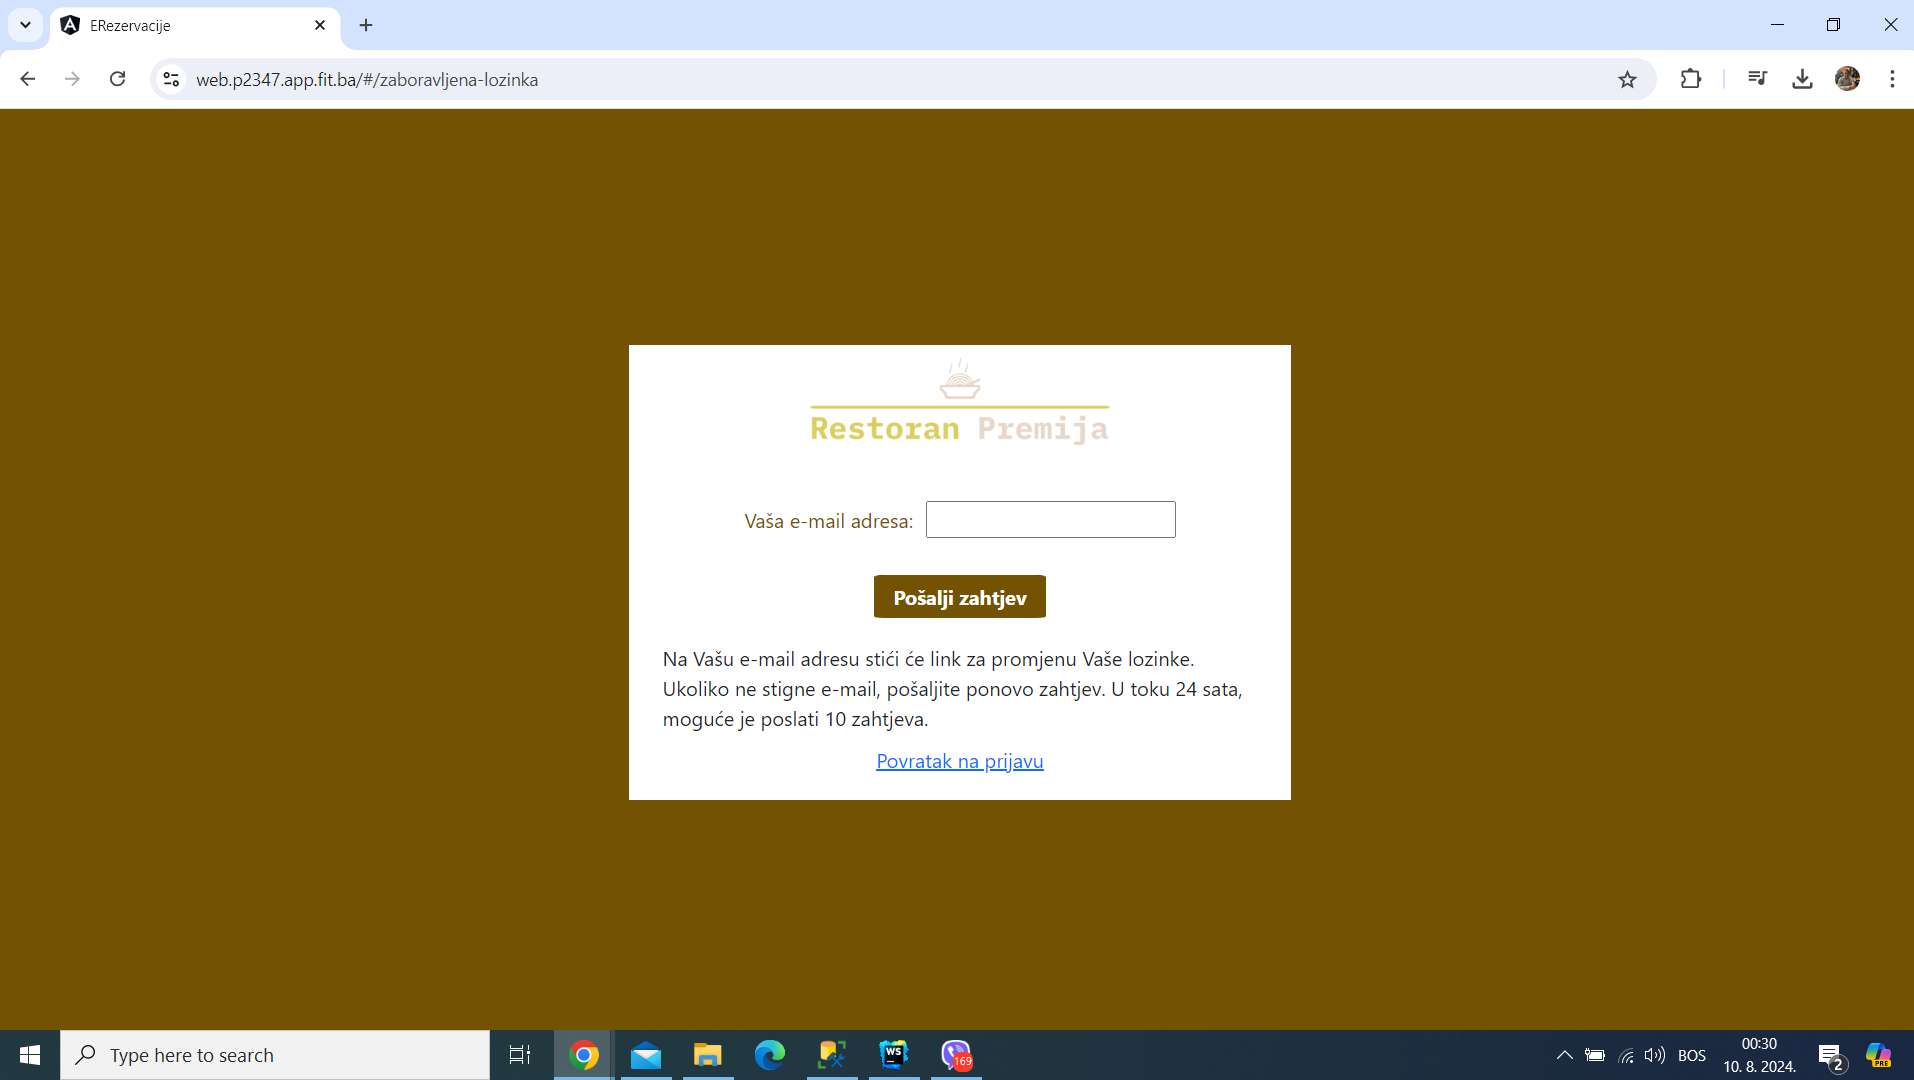 ERezervacije
web.p2347.app.fit.ba/#/zaboravljena-lozinka
Restoran Premija
Vaša e-mail adresa:
Pošalji zahtjev
Na Vašu e-mail adresu stići će link za promjenu Vaše lozinke.
Ukoliko ne stigne e-mail, pošaljite ponovo zahtjev. U toku 24 sata,
moguće je poslati 10 zahtjeva.
Povratak na prijavu
Type here to search
WS
169
BOS
00:30
10. 8. 2024.
2
PRE